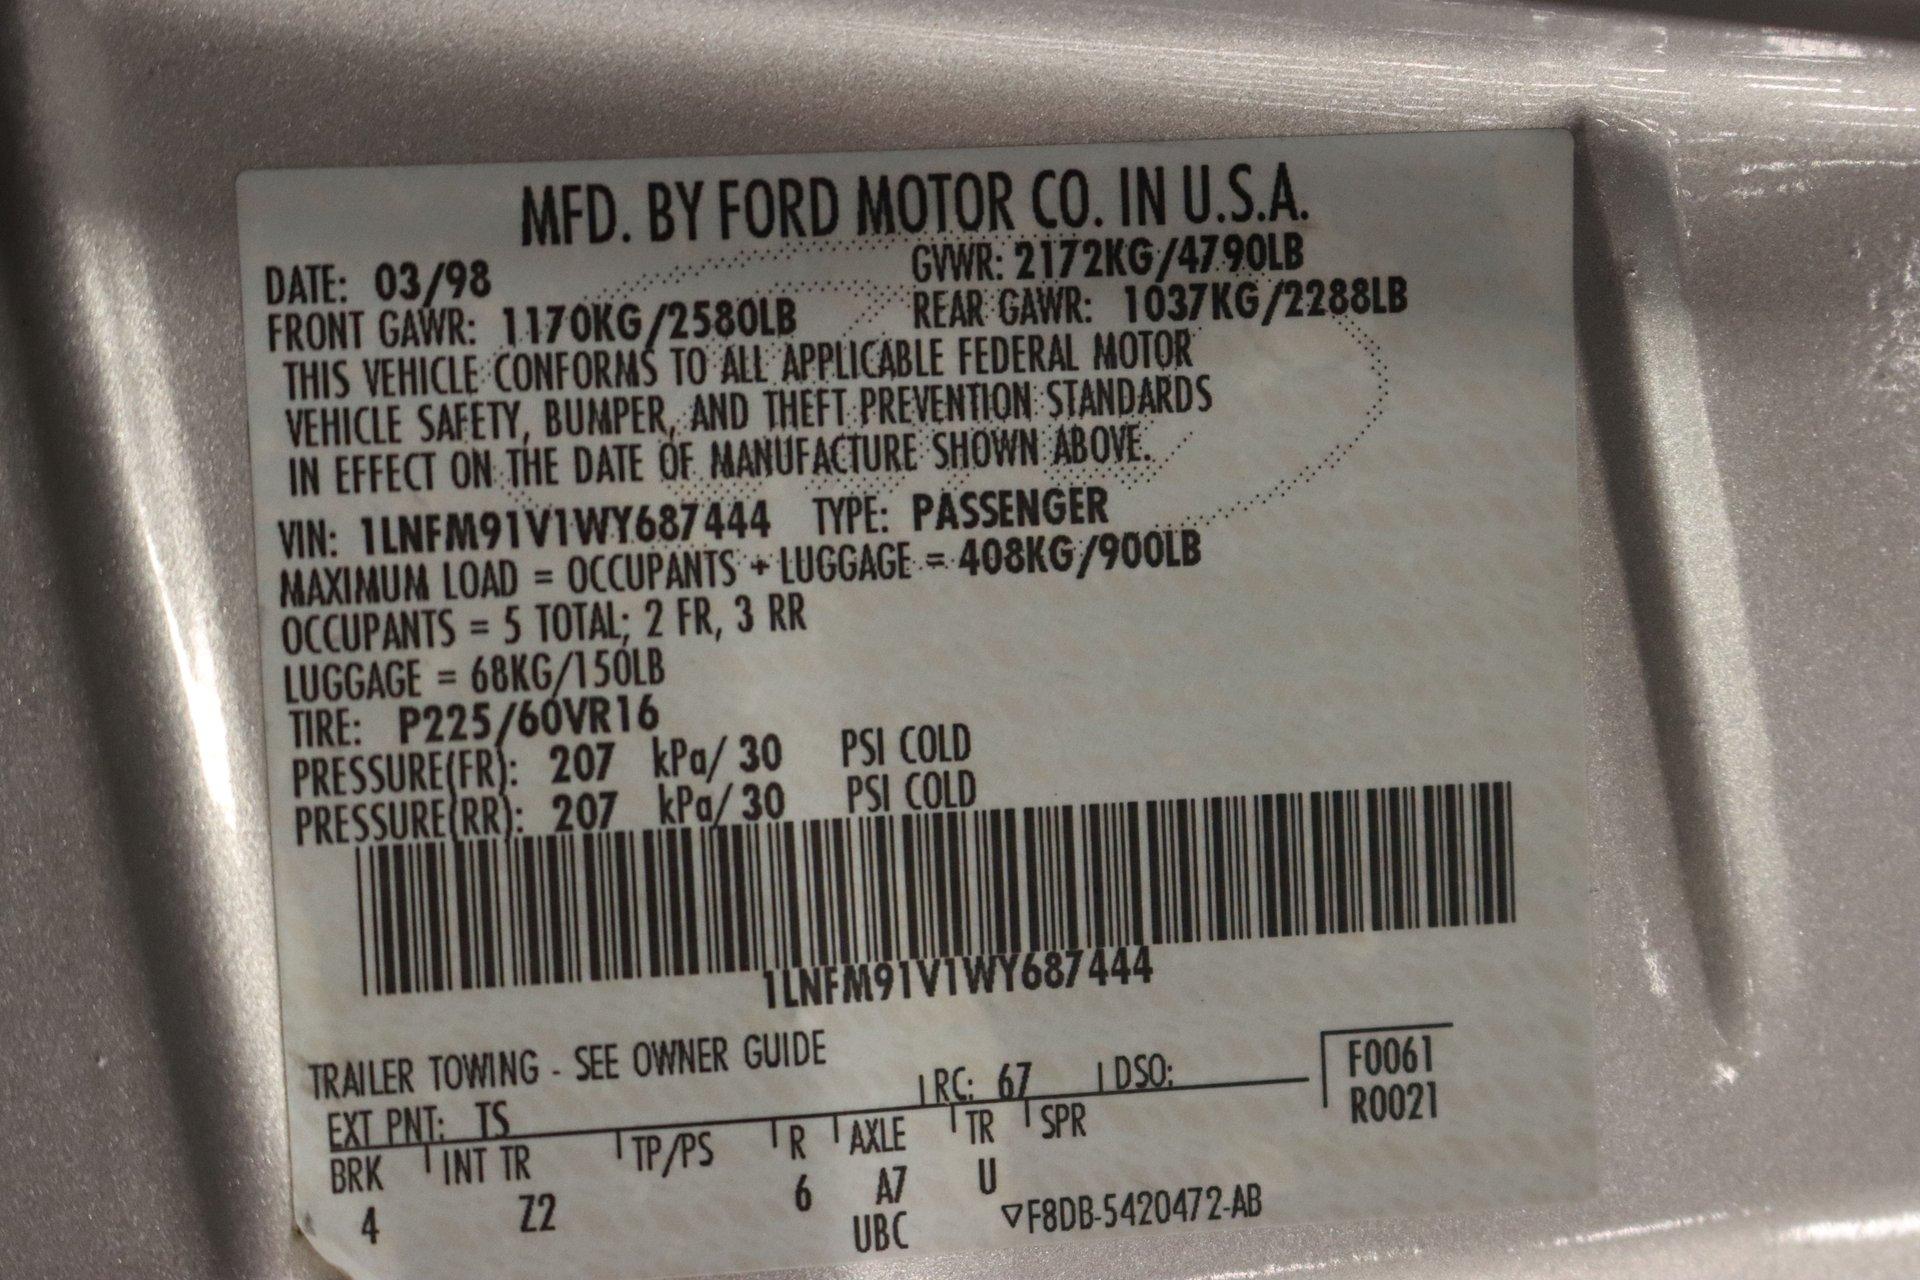 MFD. BY FORD MOTOR CO. IN U.S.A.
DATE: 03/98 GVWR: 2172KG/4790LB
FRONT GAWR: 1170KG/2580LB REAR GAWR: 1037KG/2288LB
THIS VEHICLE CONFORMS TO ALL APPLICABLE FEDERAL MOTOR
VEHICLE SAFETY, BUMPER, AND THEFT PREVENTION STANDARDS
IN EFFECT ON THE DATE OF MANUFACTURE SHOWN ABOVE.
VIN: 1LNFM91V1WY687444 TYPE: PASSENGER
MAXIMUM LOAD = OCCUPANTS + LUGGAGE = 408KG/900LB
OCCUPANTS = 5 TOTAL; 2 FR, 3 RR
LUGGAGE = 68KG/150LB
TIRE: P225/60VR16
PRESSURE(FR): 207 kPa/ 30 PSI COLD
PRESSURE(RR): 207 kPa/ 30 PSI COLD
1LNFM91V1WY687444
TRAILER TOWING - SEE OWNER GUIDE
EXT PNT: TS RC: 67 DSO: F0061
R0021
BRK INT TR TP/PS R AXLE TR SPR
4 Z2 6 A7 U
UBC ▽F8DB-5420472-AB